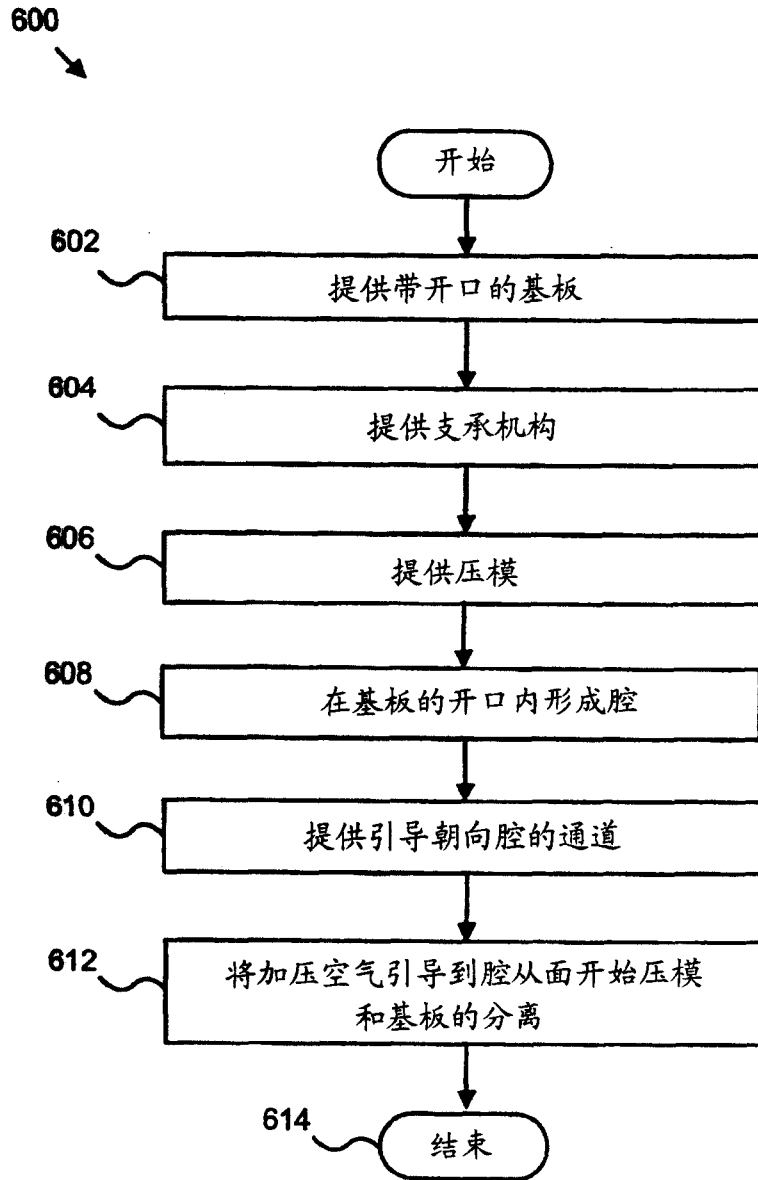 600
开始
602
提供带开口的基板
604
提供支承机构
606
提供压模
608
在基板的开口内形成腔
610
提供引导朝向腔的通道
612
将加压空气引导到腔从面开始压模
和基板的分离
614
结束